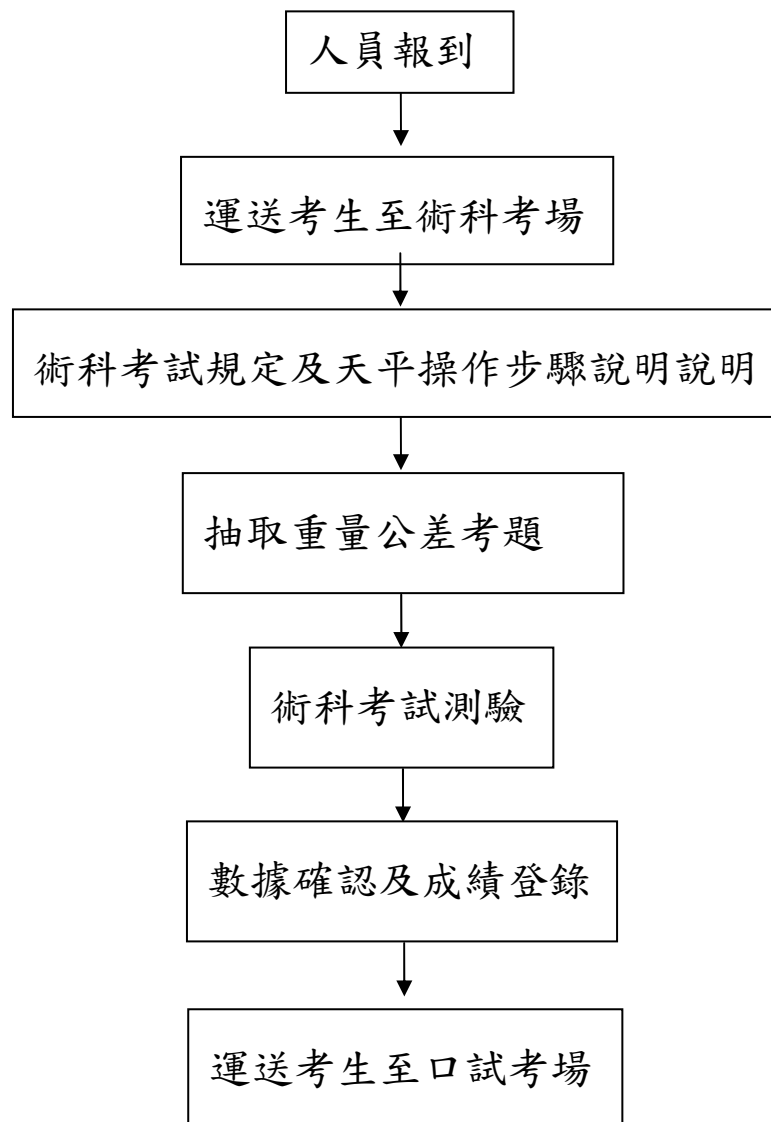 人員報到
運送考生至術科考場
術科考試規定及天平操作步驟說明說明
抽取重量公差考題
術科考試測驗
數據確認及成績登錄
運送考生至口試考場